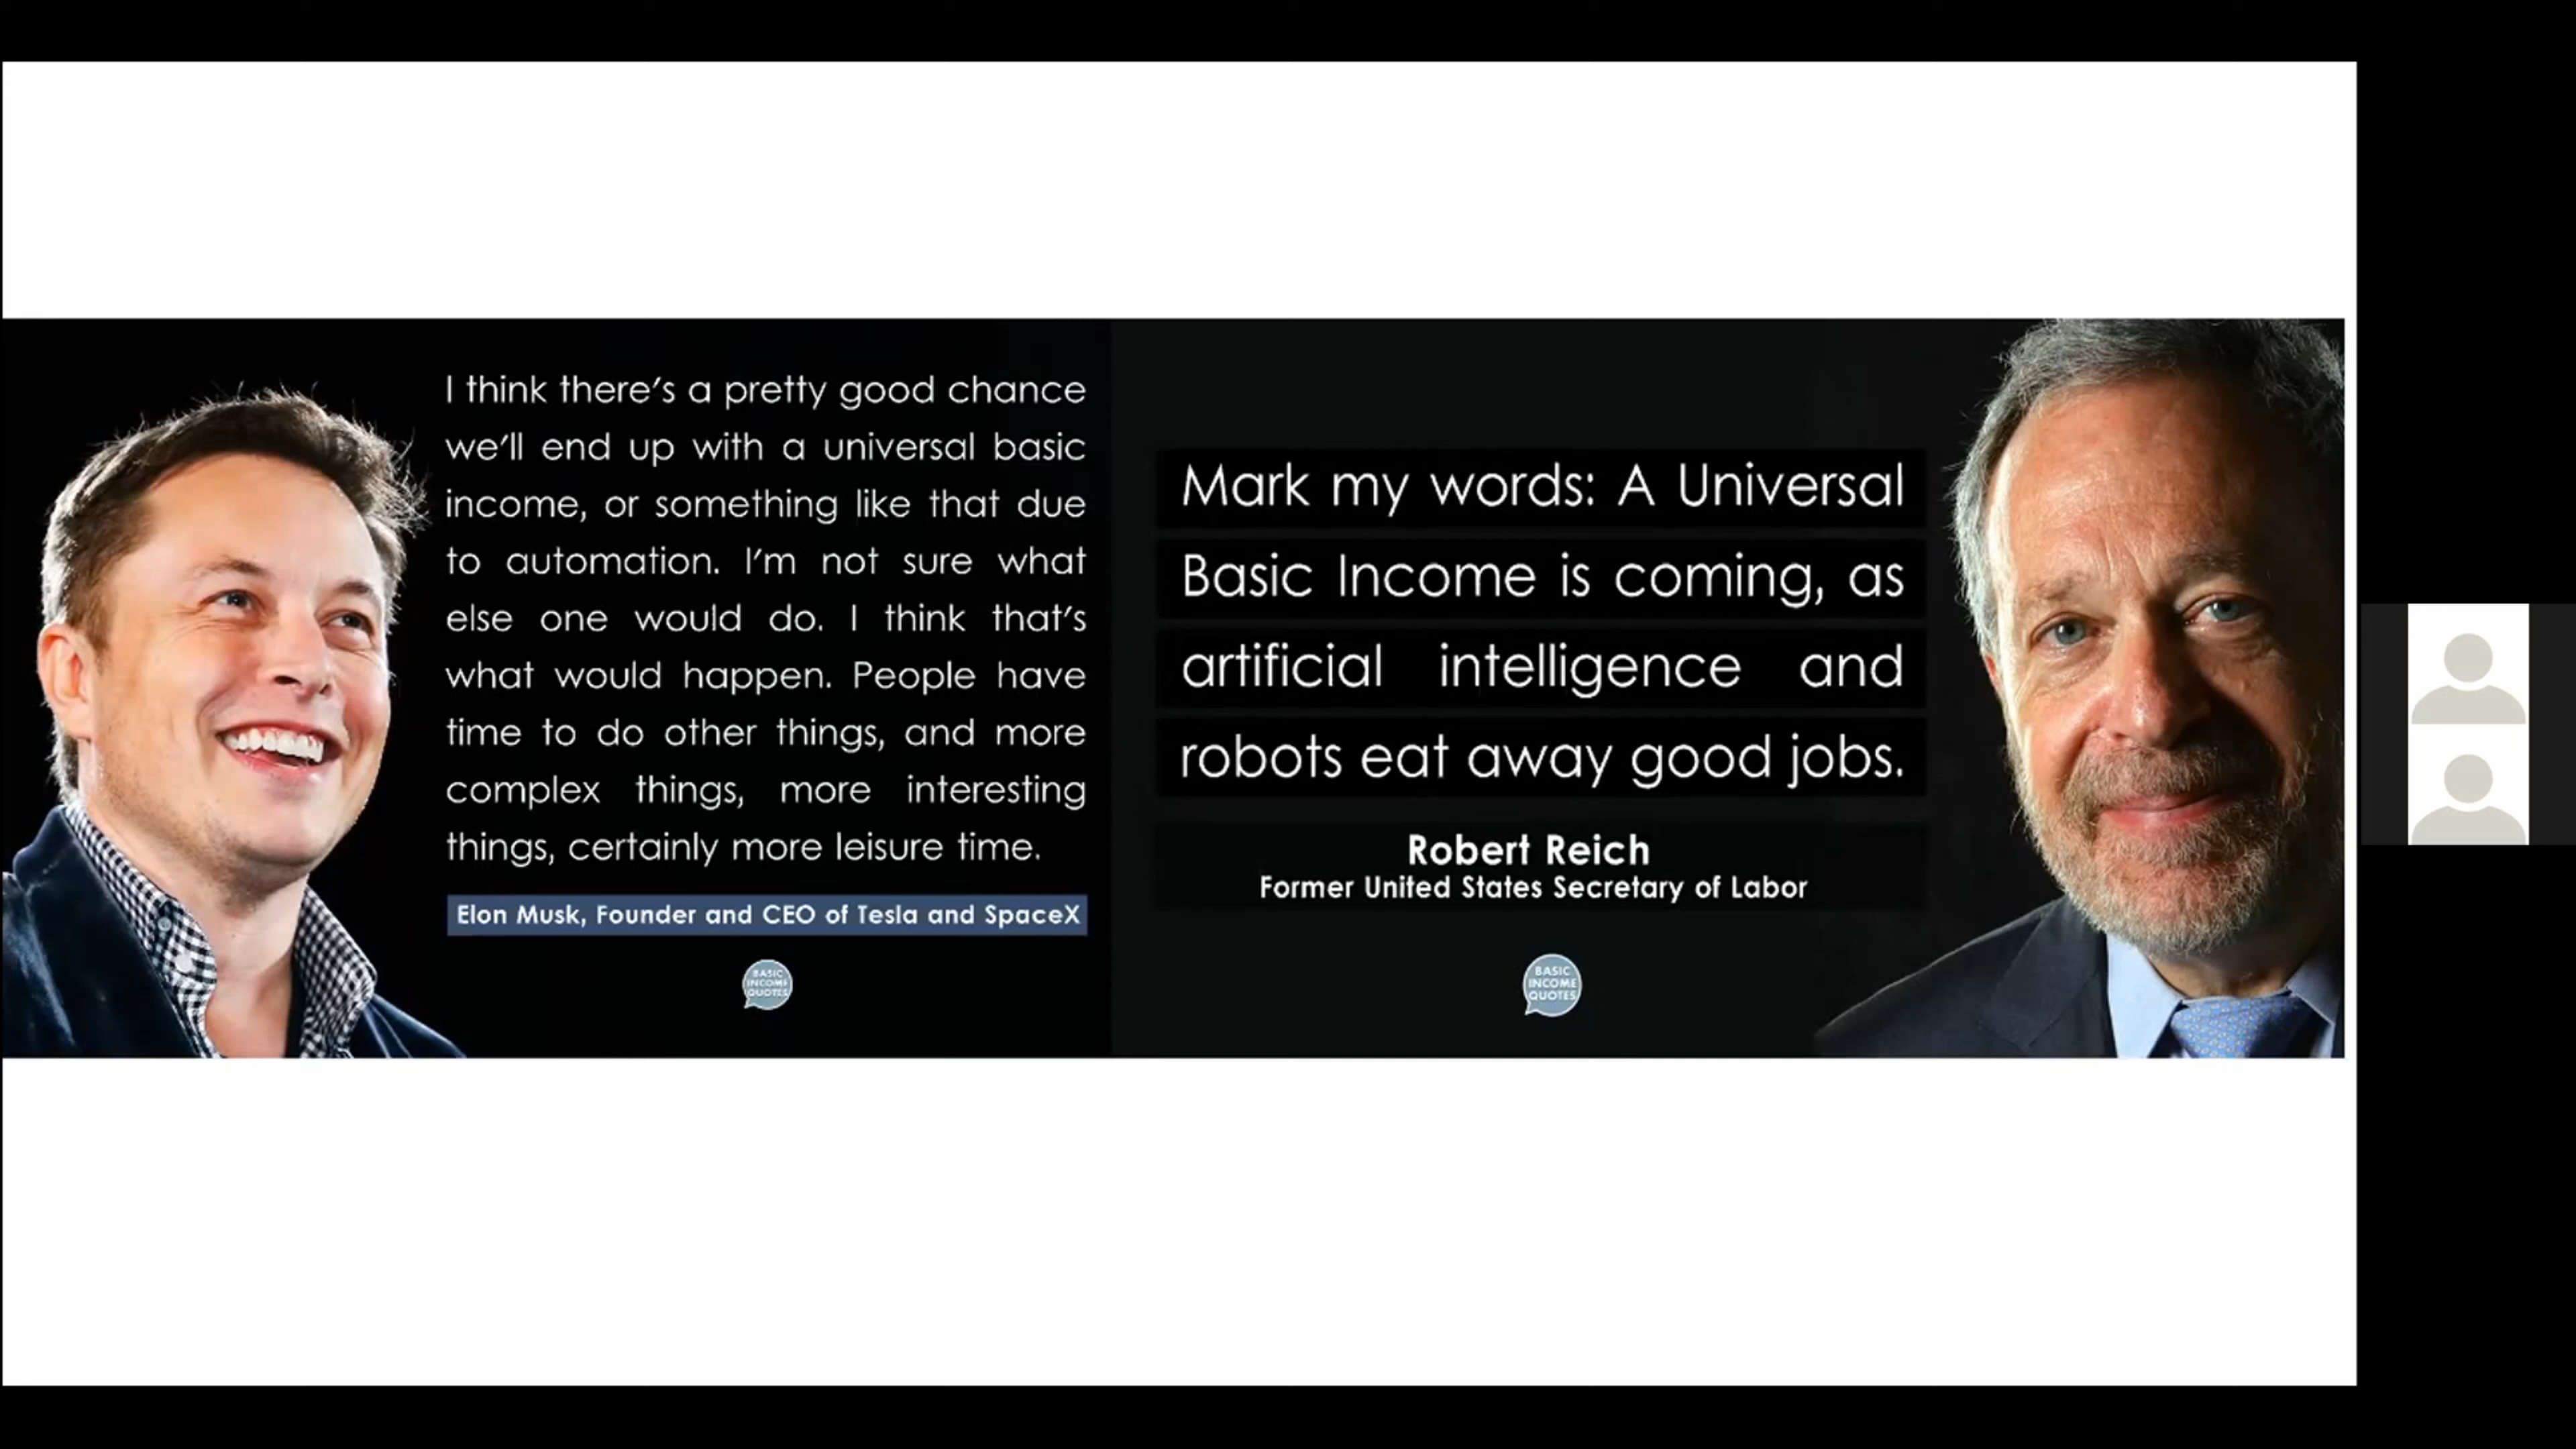 I think there's a pretty good chance
we'll end up with a universal basic
income, or something like that due
to automation. I'm not sure what
else one would do. I think that's
what would happen. People have
time to do other things, and more
complex things, more interesting
things, certainly more leisure time.
Elon Musk, Founder and CEO of Tesla and SpaceX
BASIC
INCOME
QUOTES
Mark my words: A Universal
Basic Income is coming, as
artificial intelligence and
robots eat away good jobs.
Robert Reich
Former United States Secretary of Labor
BASIC
INCOME
QUOTES